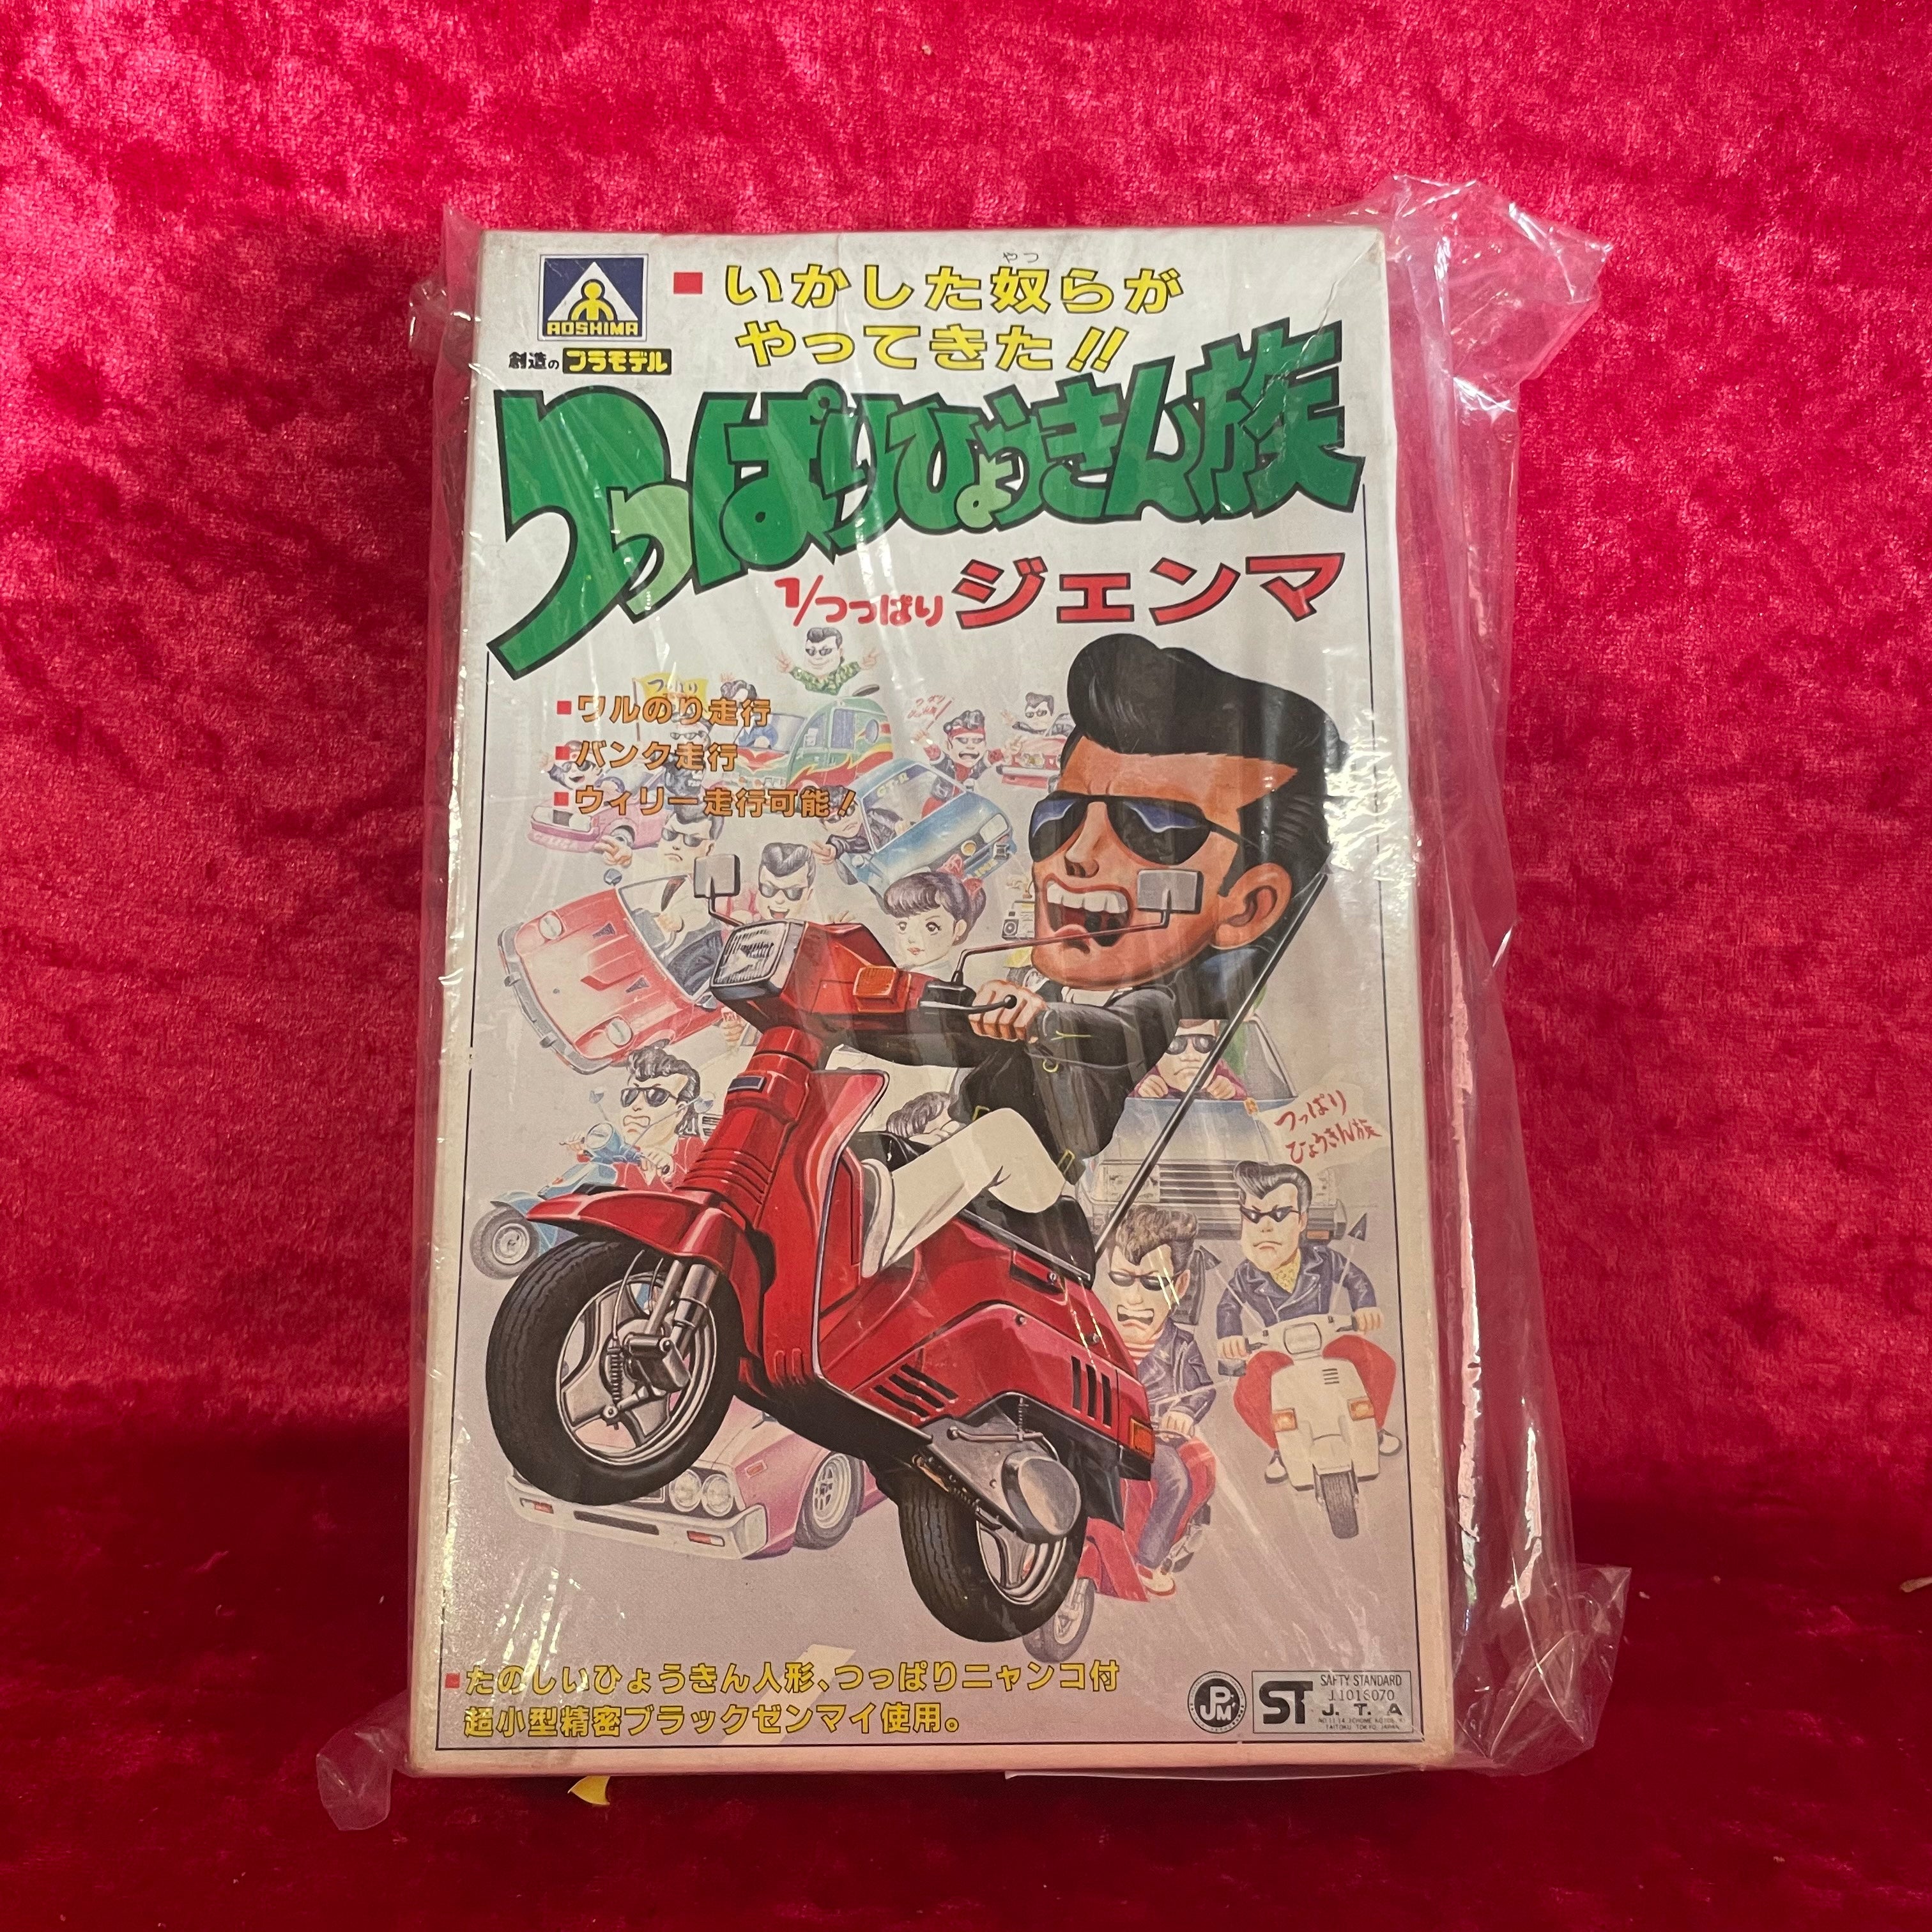 AOSHIMA
創造の プラモデル
■いかした奴らが
やつ
やってきた!!
つっぱりひょうきん族
1/つっぱり ジェンマ
■ワルのり走行
■バンク走行
■ウィリー走行可能!
つっぱり
ひょうきん族
■たのしいひょうきん人形、つっぱりニャンコ付
超小型精密ブラックゼンマイ使用。
PJM
ST
SAFTY STANDARD
J1016070
J. T. A